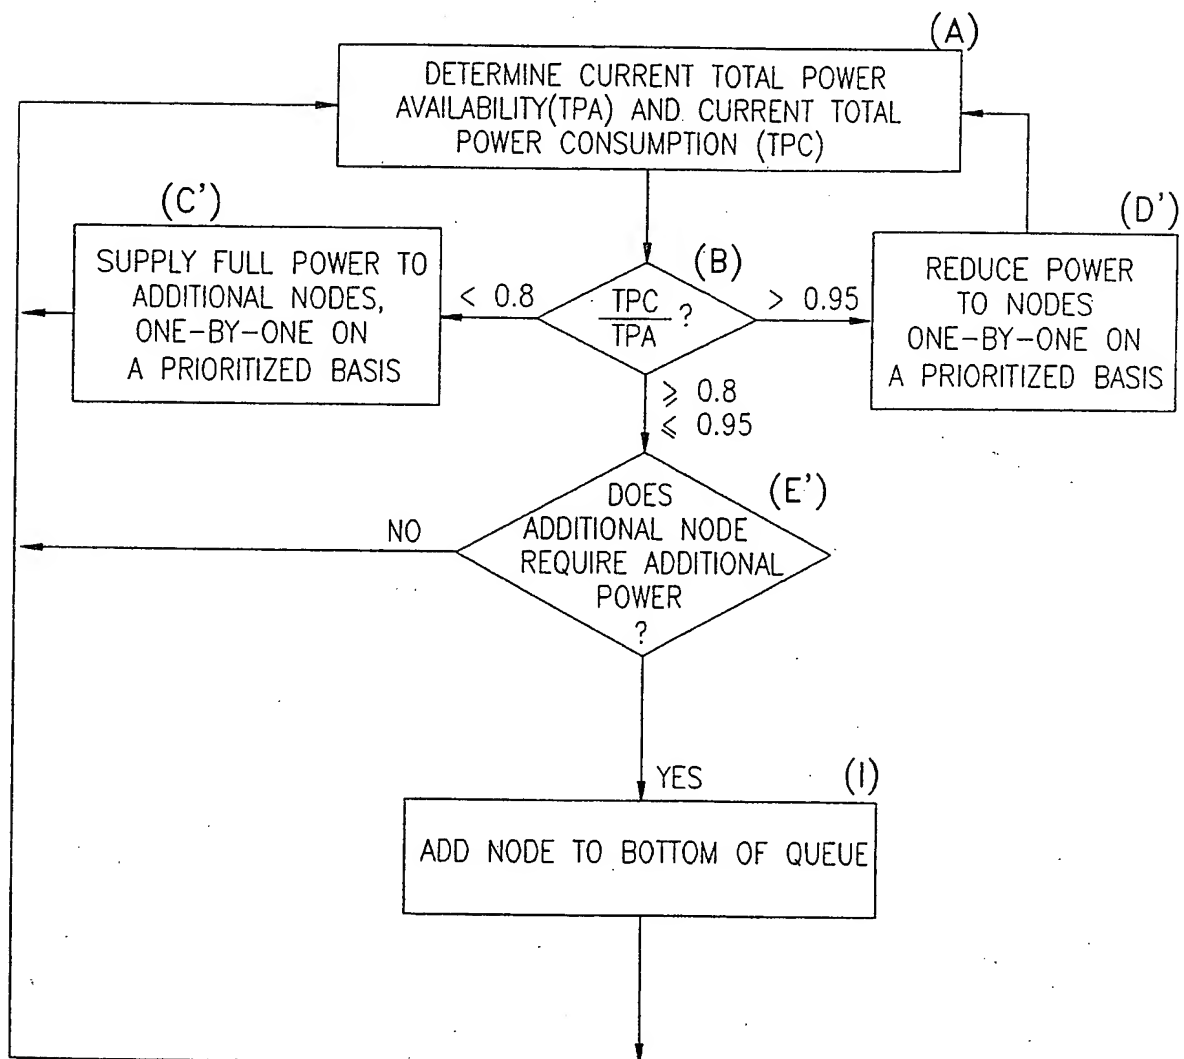 (A)
DETERMINE CURRENT TOTAL POWER
AVAILABILITY(TPA) AND CURRENT TOTAL
POWER CONSUMPTION (TPC)
(C')
SUPPLY FULL POWER TO
ADDITIONAL NODES,
ONE-BY-ONE ON
A PRIORITIZED BASIS
< 0.8
(B)
TPC
TPA
?
> 0.95
(D')
REDUCE POWER
TO NODES
ONE-BY-ONE ON
A PRIORITIZED BASIS
⩾ 0.8
⩽ 0.95
(E')
DOES
ADDITIONAL NODE
REQUIRE ADDITIONAL
POWER
?
NO
YES
(I)
ADD NODE TO BOTTOM OF QUEUE